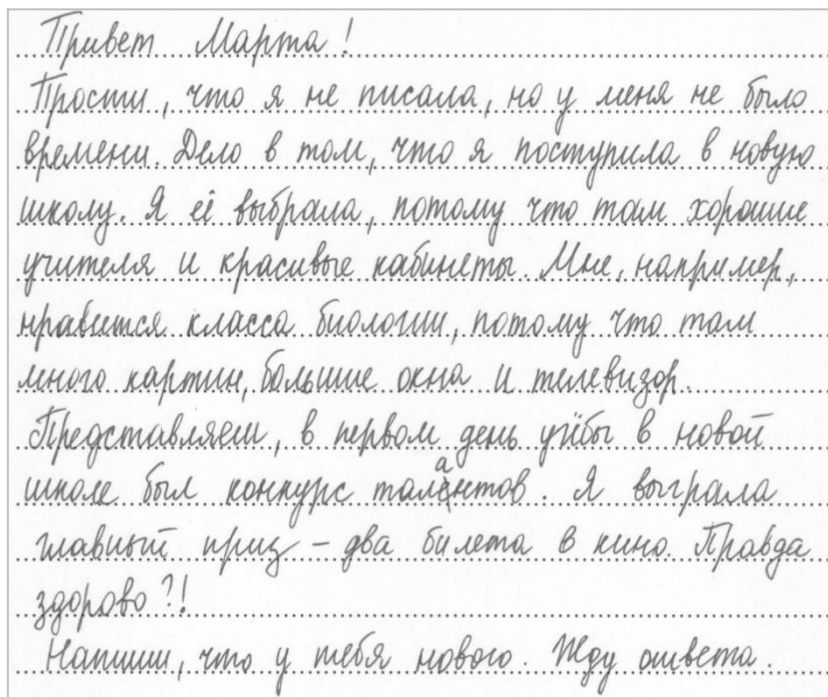 Привет Марта!
Прости, что я не писала, но у меня не было
времени. Дело в том, что я поступила в новую
школу. Я её выбрала, потому что там хорошие
учителя и красивые кабинеты. Мне, например,
нравится класса биологии, потому что там
много картин, большие окна и телевизор.
Представляеш, в первом день учёбы в новой
школе был конкурс талантов. Я выграла
главный приз – два билета в кино. Правда
здорово?!
Напиши, что у тебя нового. Жду ответа.